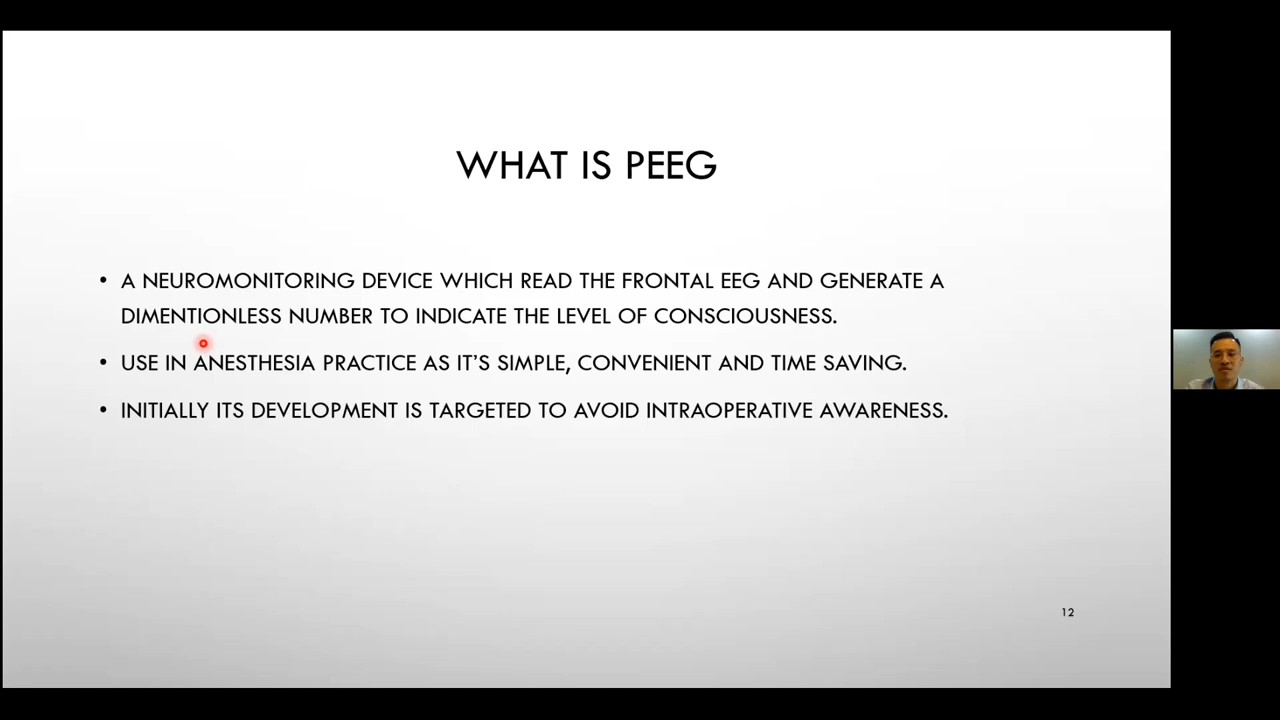 WHAT IS PEEG
• A NEUROMONITORING DEVICE WHICH READ THE FRONTAL EEG AND GENERATE A
DIMENTIONLESS NUMBER TO INDICATE THE LEVEL OF CONSCIOUSNESS.
• USE IN ANESTHESIA PRACTICE AS IT’S SIMPLE, CONVENIENT AND TIME SAVING.
• INITIALLY ITS DEVELOPMENT IS TARGETED TO AVOID INTRAOPERATIVE AWARENESS.
12